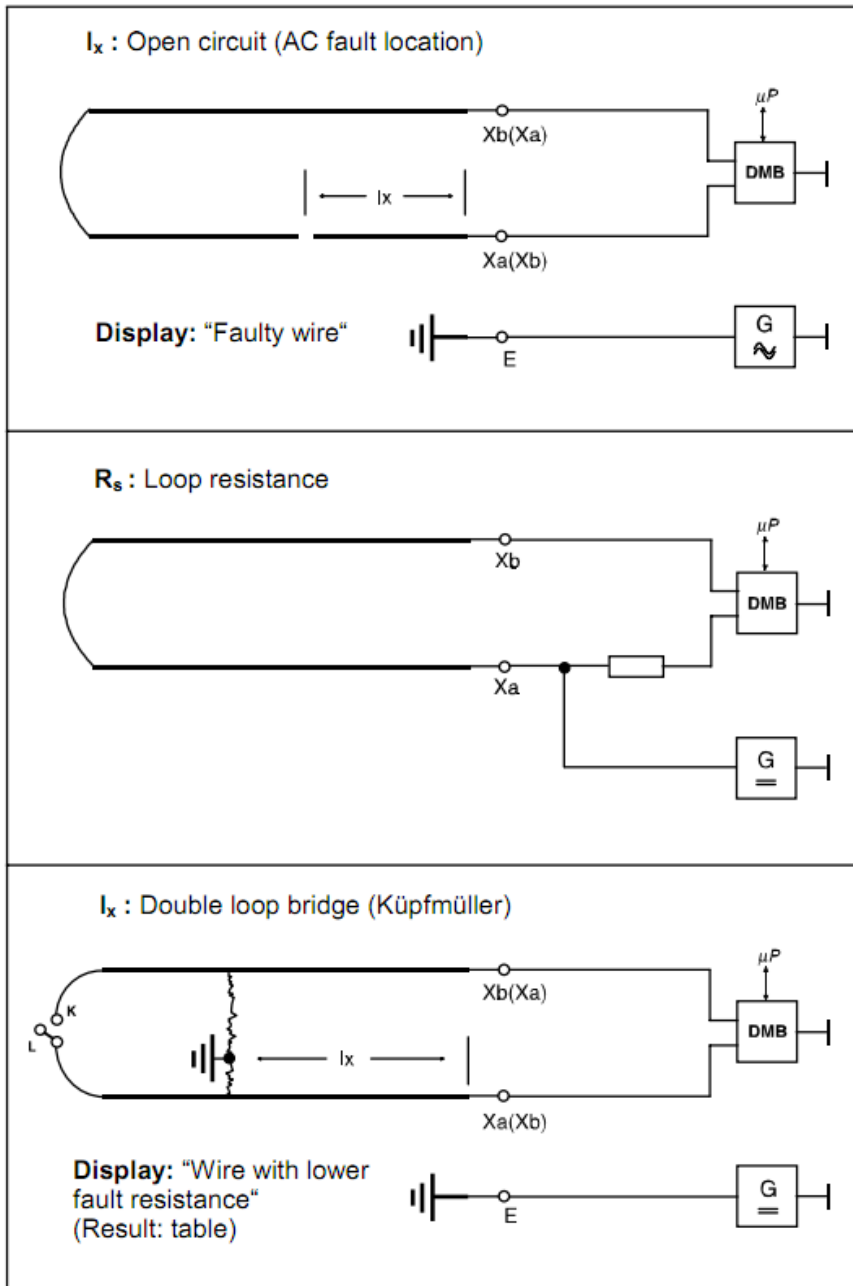 lx : Open circuit (AC fault location)
µP
Xb(Xa)
DMB
lx
Xa(Xb)
Display: “Faulty wire“
G
E
Rs : Loop resistance
µP
Xb
DMB
Xa
G
lx : Double loop bridge (Küpfmüller)
µP
Xb(Xa)
K
DMB
L
lx
Xa(Xb)
Display: “Wire with lower
fault resistance“
(Result: table)
G
E